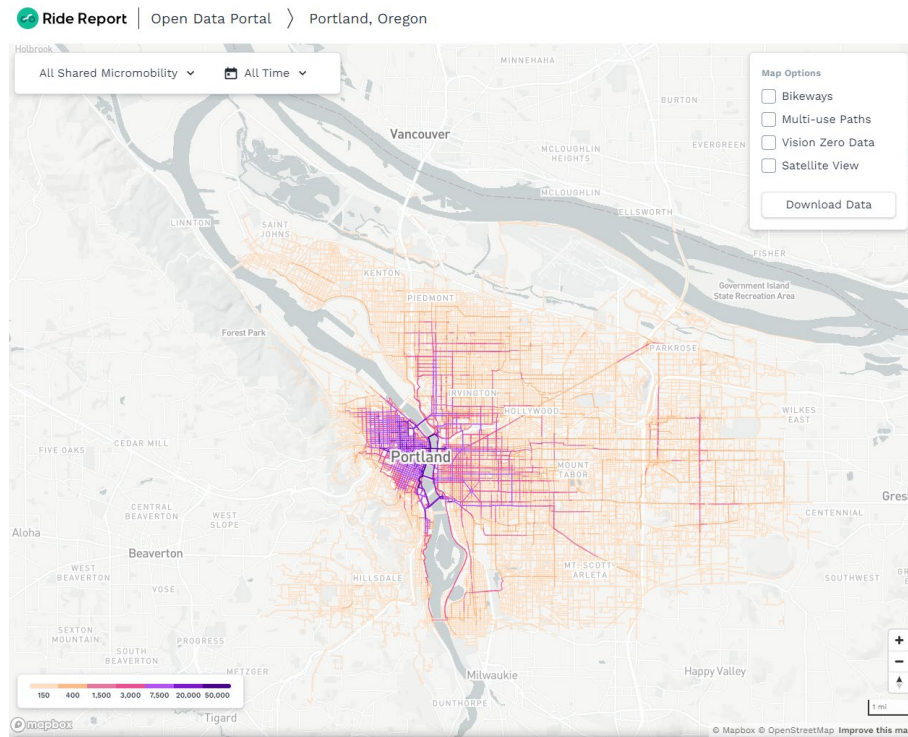 Ride Report Open Data Portal Portland, Oregon
Holbrook
All Shared Micromobility All Time
MINNEHAHA
Map Options
Bikeways
Multi-use Paths
Vision Zero Data
Satellite View
Download Data
BURTON
Vancouver
MCLOUGHLIN
HEIGHTS
EVERGREEN
MCLOUGHLIN
ELLSWORTH
LINNTON
SAINT
JOHNS
FISHER
KENTON
Government Island
State Recreation Area
PIEDMONT
Forest Park
PARKROSE
IRVINGTON
HOLLYWOOD
WILKES
EAST
CEDAR MILL
FIVE OAKS
Portland
MOUNT
TABOR
Gres
CENTRAL
BEAVERTON
WEST
SLOPE
CENTENNIAL
Aloha
Beaverton
WEST
BEAVERTON
VOSE
HILLSDALE
MT-SCOTT-
ARLETA
SOUTHWEST
SEXTON
MOUNTAIN
PROGRESS
SOUTH
BEAVERTON
METZGER
Milwaukie
Happy Valley
150 400 1,500 3,000 7,500 20,000 50,000
DUNTHORPE
1 mi
Tigard
mapbox
© Mapbox © OpenStreetMap Improve this ma